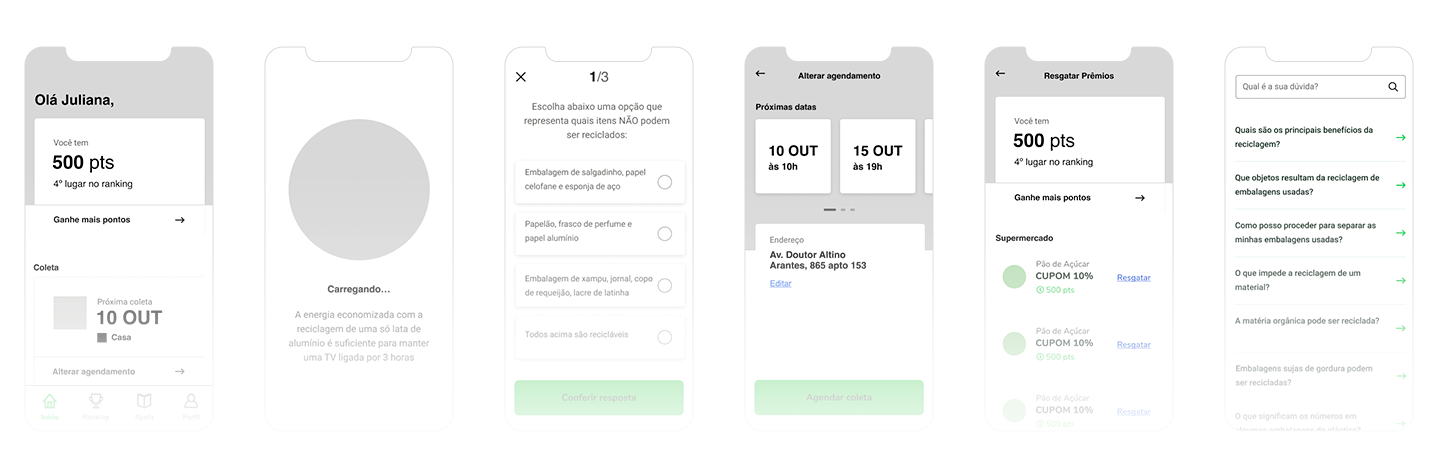 Olá Juliana,
Você tem
500 pts
4º lugar no ranking
Ganhe mais pontos
Coleta
Próxima coleta
10 OUT
Casa
Alterar agendamento
Início
Ajuda
Perfil
Carregando...
A energia economizada com a
reciclagem de uma só lata de
alumínio é suficiente para manter
uma TV ligada por 3 horas
1/3
Escolha abaixo uma opção que
representa quais itens NÃO podem
ser reciclados:
Embalagem de salgadinho, papel
celofane e esponja de aço
Papelão, frasco de perfume e
papel alumínio
Embalagem de xampu, jornal, copo
de requeijão, lacre de latinha
Todos acima são recicláveis
Conferir resposta
Alterar agendamento
Próximas datas
10 OUT
às 10h
15 OUT
às 19h
Endereço
Av. Doutor Altino
Arantes, 865 apto 153
Editar
Agendar coleta
Resgatar Prêmios
Você tem
500 pts
4º lugar no ranking
Ganhe mais pontos
Supermercado
Pão de Açúcar
CUPOM 10%
500 pts
Resgatar
Pão de Açúcar
CUPOM 10%
500 pts
Resgatar
Pão de Açúcar
CUPOM 10%
500 pts
Resgatar
Qual é a sua dúvida?
Quais são os principais benefícios da
reciclagem?
Que objetos resultam da reciclagem de
embalagens usadas?
Como posso proceder para separar as
minhas embalagens usadas?
O que impede a reciclagem de um
material?
A matéria orgânica pode ser reciclada?
Embalagens sujas de gordura podem
ser recicladas?
O que significam os números em